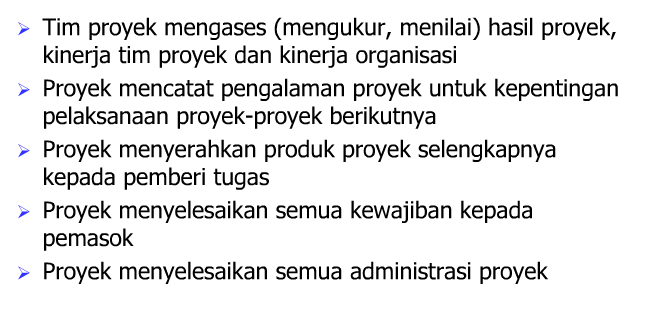 Tim proyek mengases (mengukur, menilai) hasil proyek,
kinerja tim proyek dan kinerja organisasi
Proyek mencatat pengalaman proyek untuk kepentingan
pelaksanaan proyek-proyek berikutnya
Proyek menyerahkan produk proyek selengkapnya
kepada pemberi tugas
Proyek menyelesaikan semua kewajiban kepada
pemasok
Proyek menyelesaikan semua administrasi proyek